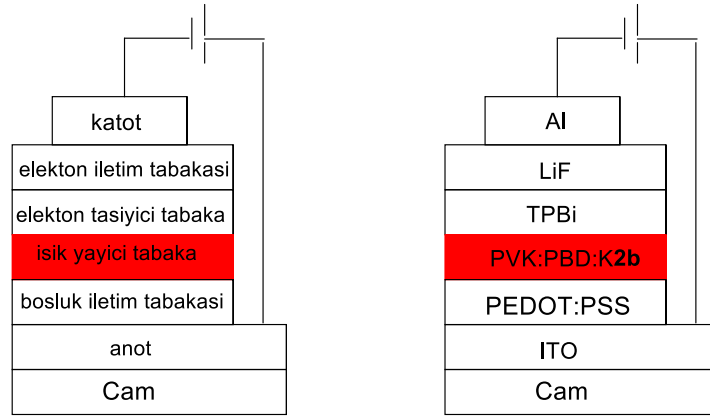 katot
elekton iletim tabakasi
elekton tasiyici tabaka
isik yayici tabaka
bosluk iletim tabakasi
anot
Cam
Al
LiF
TPBi
PVK:PBD:K2b
PEDOT:PSS
ITO
Cam